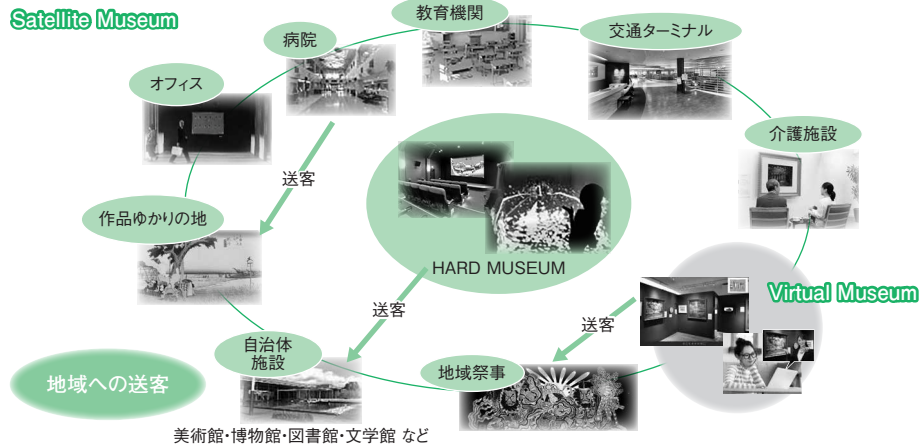 Satellite Museum
教育機関
病院
交通ターミナル
オフィス
介護施設
送客
作品ゆかりの地
HARD MUSEUM
Virtual Museum
送客
送客
自治体
施設
地域祭事
地域への送客
美術館・博物館・図書館・文学館 など